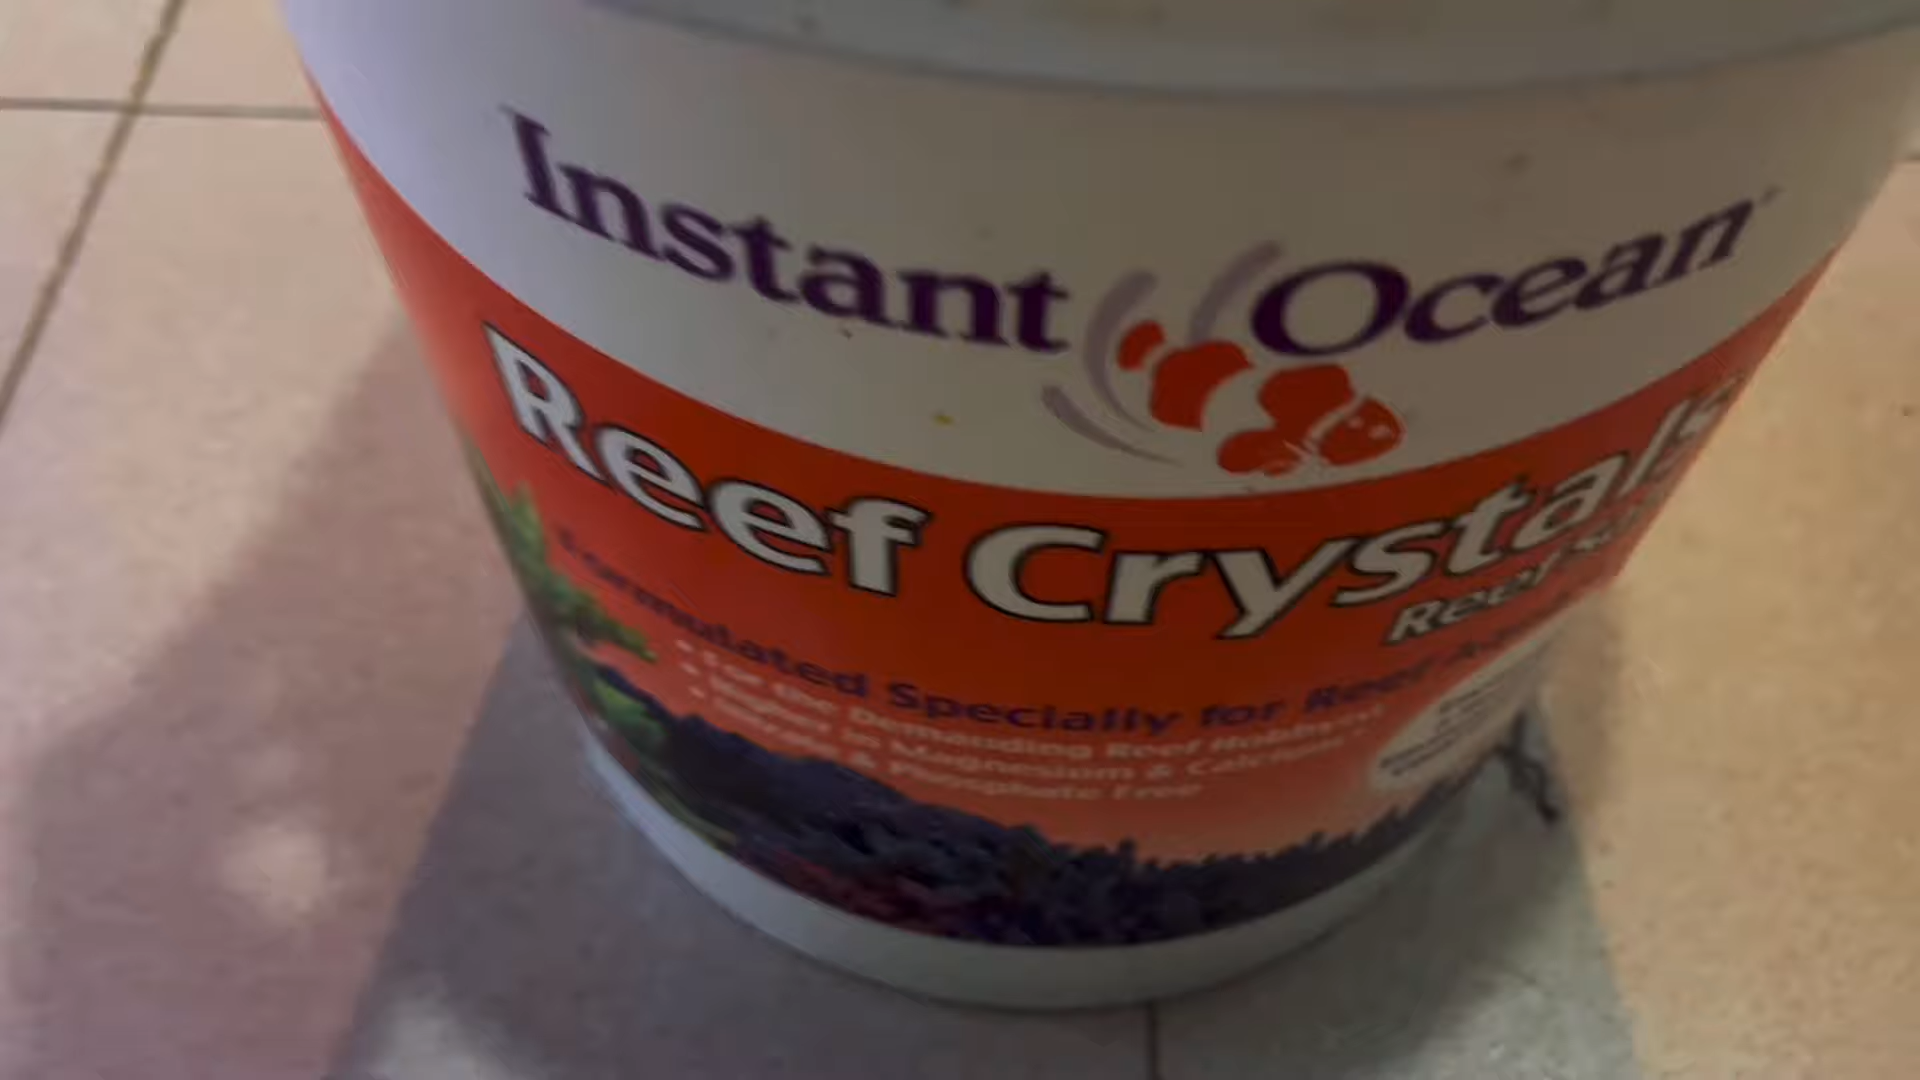 Instant Ocean
Reef Crystals
Reef
Formulated Specially for Reef
• For the Demanding Reef Hobbyist
• Higher in Magnesium & Calcium
• Nitrate & Phosphate Free